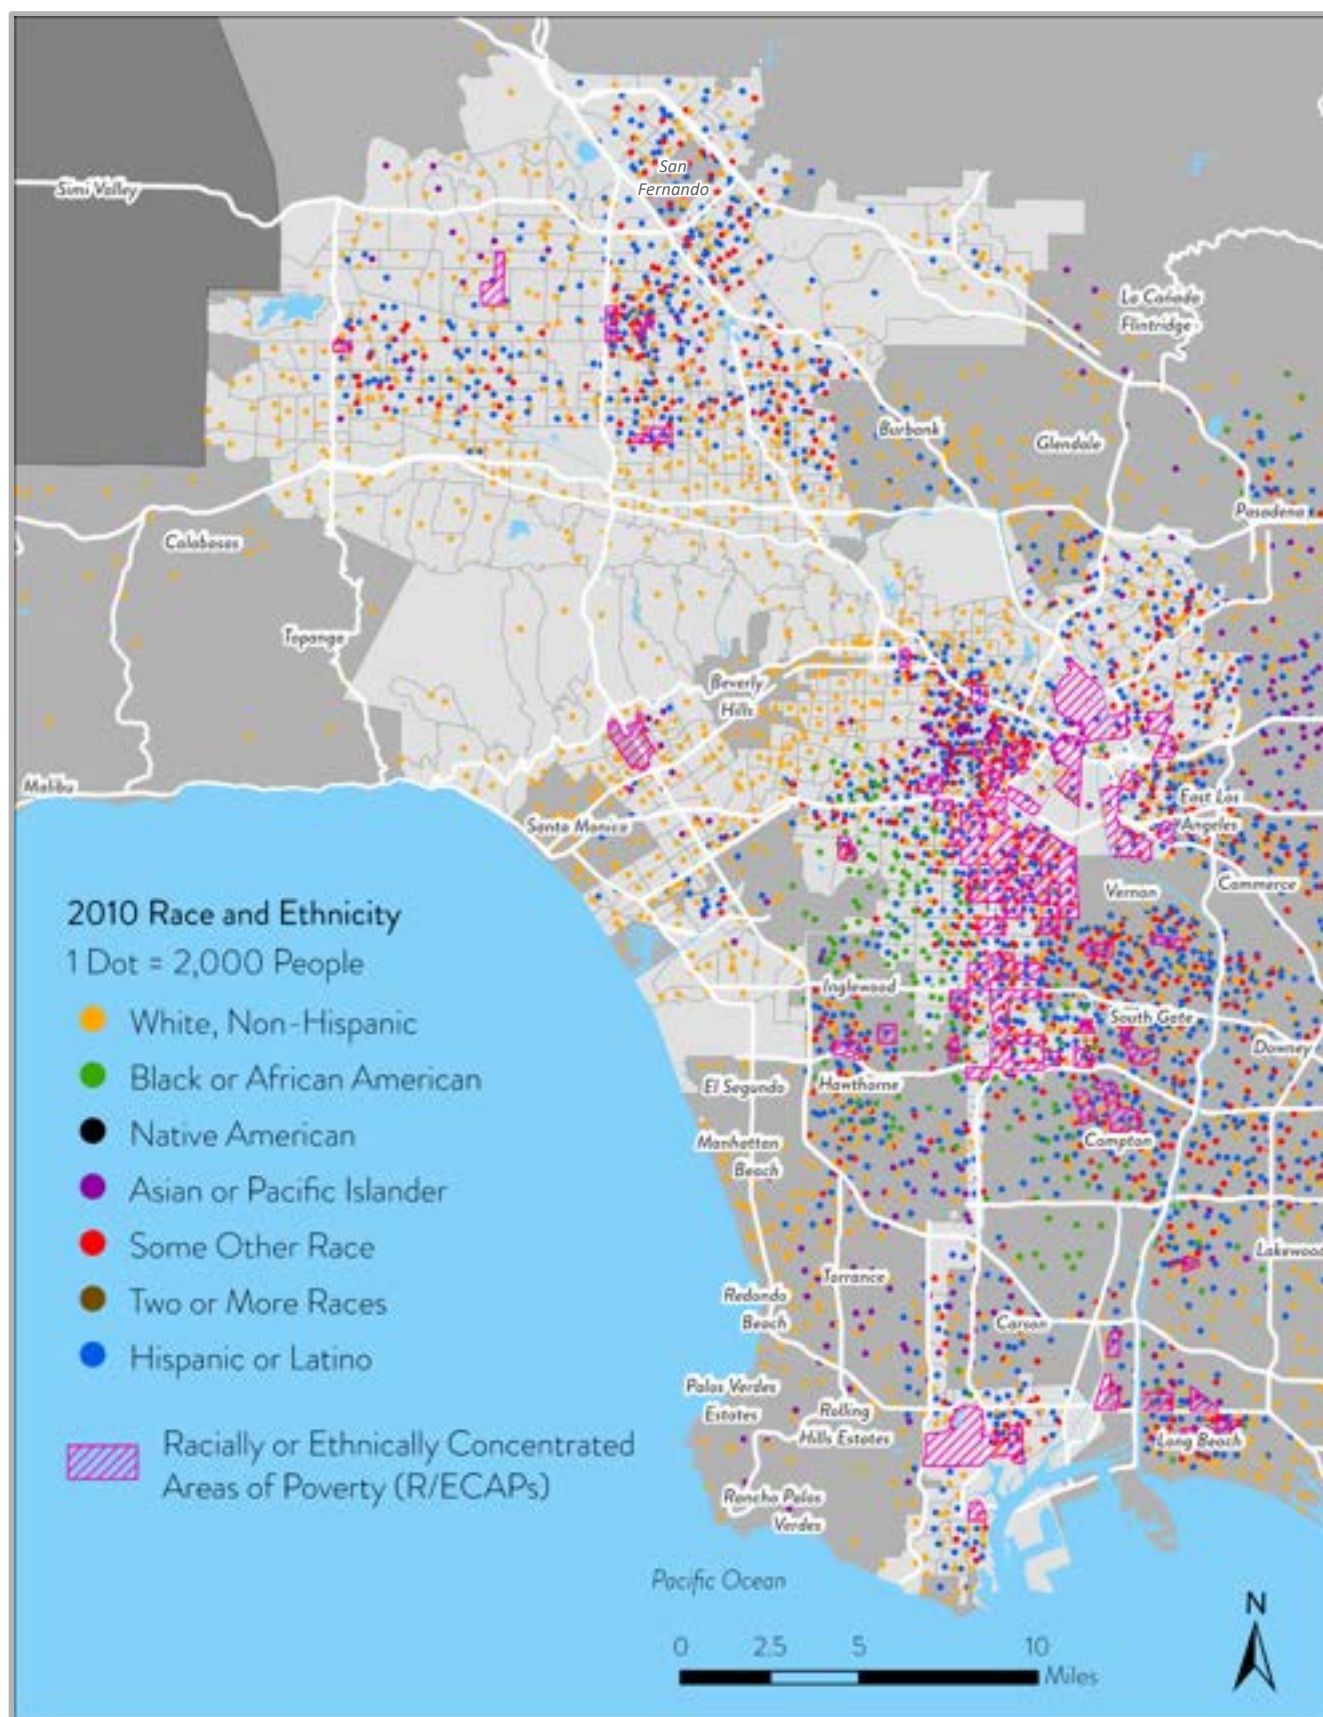 San
Fernando
Simi Valley
La Cañada
Flintridge
Burbank
Glendale
Pasadena
Calabasas
Topanga
Beverly
Hills
Malibu
Santa Monica
East Los
Angeles
Vernon
Commerce
2010 Race and Ethnicity
1 Dot = 2,000 People
White, Non-Hispanic
Black or African American
Native American
Asian or Pacific Islander
Some Other Race
Two or More Races
Hispanic or Latino
Racially or Ethnically Concentrated
Areas of Poverty (R/ECAPs)
Inglewood
South Gate
Downey
El Segundo
Hawthorne
Manhattan
Beach
Compton
Lakewood
Torrance
Redondo
Beach
Carson
Palos Verdes
Estates
Rolling
Hills Estates
Long Beach
Rancho Palos
Verdes
Pacific Ocean
N
0 2.5 5 10
Miles